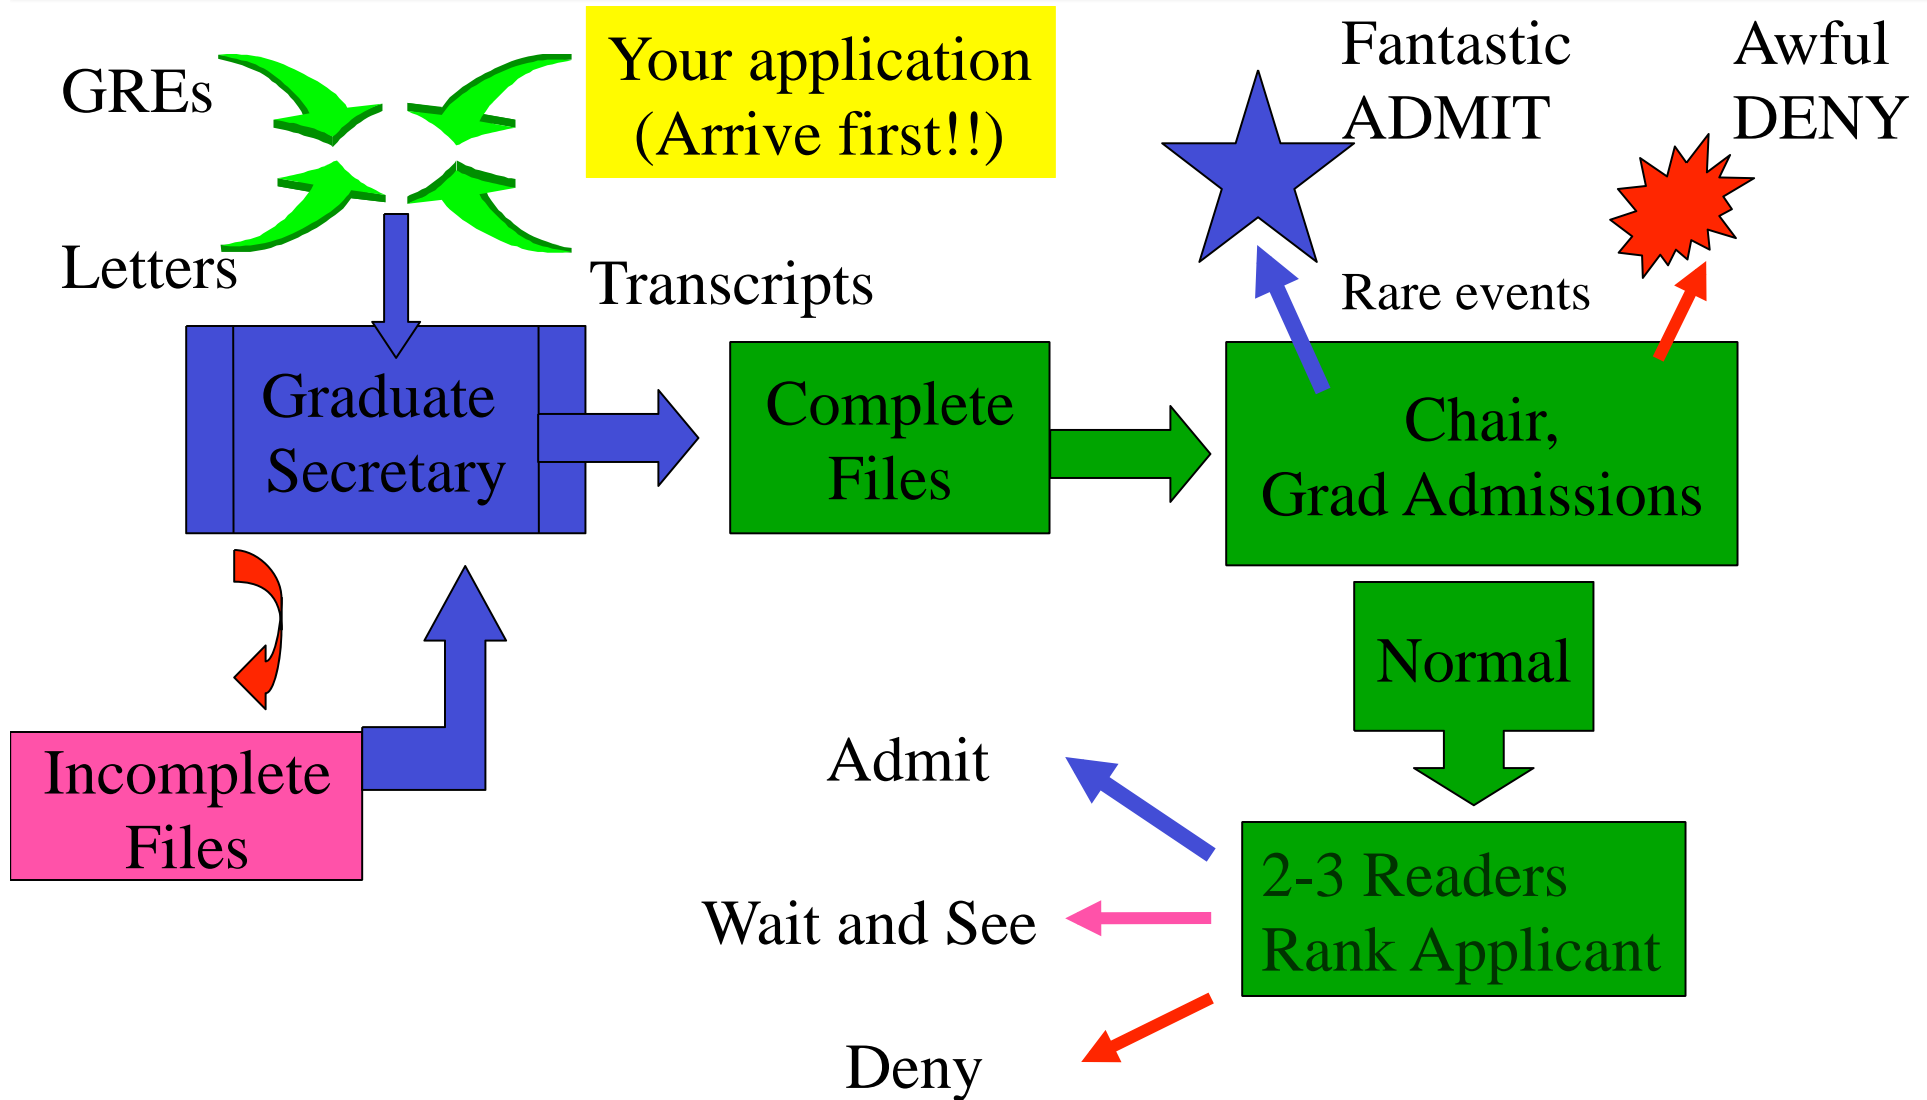 GREs
Your application
(Arrive first!!)
Fantastic
ADMIT
Awful
DENY
Letters
Transcripts
Rare events
Graduate
Secretary
Complete
Files
Chair,
Grad Admissions
Normal
Incomplete
Files
Admit
Wait and See
Deny
2-3 Readers
Rank Applicant